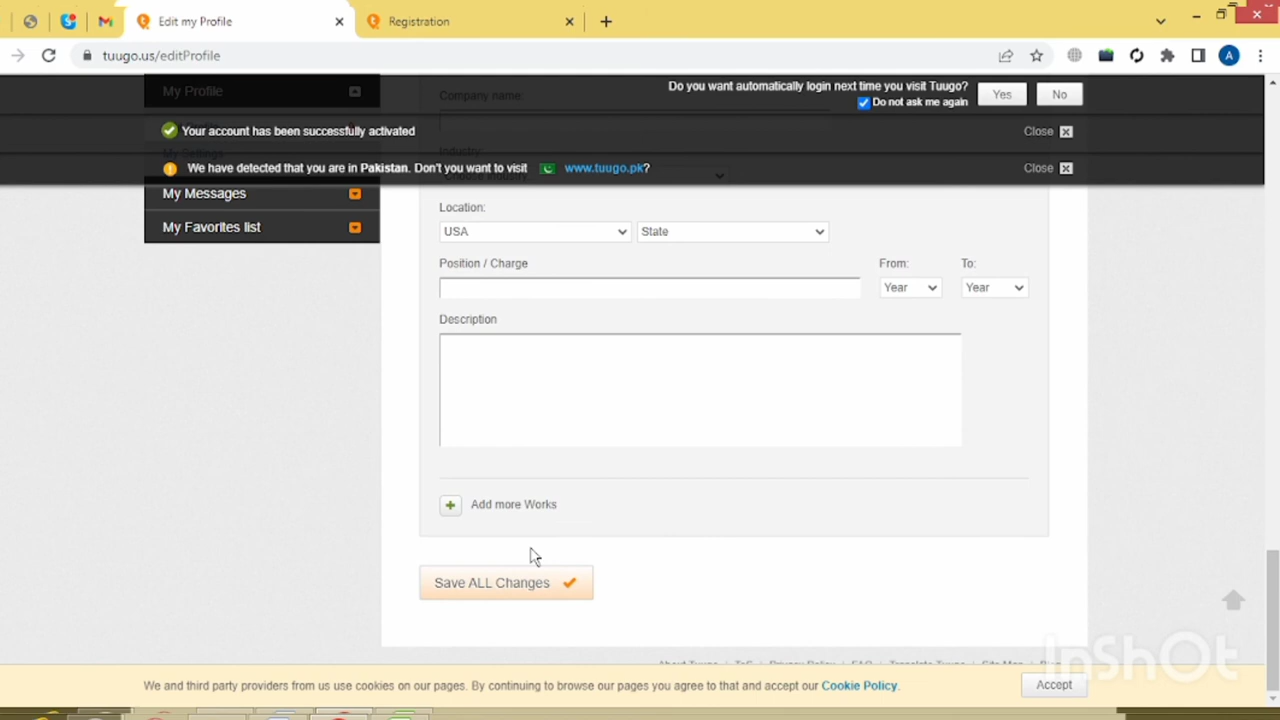 Edit my Profile
Registration
tuugo.us/editProfile
A
Do you want automatically login next time you visit Tuugo?
Do not ask me again
Yes
No
My Profile
Company name:
Your account has been successfully activated
Close
We have detected that you are in Pakistan. Don't you want to visit www.tuugo.pk?
Close
My Messages
My Favorites list
Location:
USA
State
Position / Charge
From:
To:
Year
Year
Description
Add more Works
Save ALL Changes
InShOt
We and third party providers from us use cookies on our pages. By continuing to browse our pages you agree to that and accept our Cookie Policy.
Accept